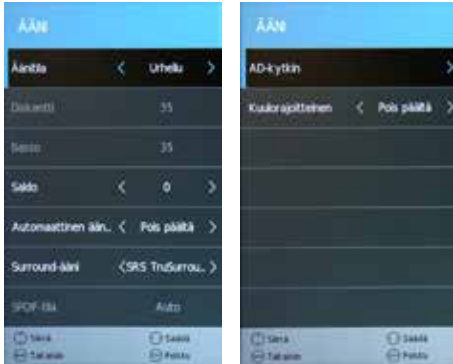 ÄÄNI
Äänitila < Urheilu >
Diskantti 35
Basso 35
Saldo < 0 >
Automaattinen ään.. < Pois päältä >
Surround-ääni <SRS TruSurrou.. >
SPDIF-tila Auto
Siirrä Säädä
Takaisin Poistu
ÄÄNI
AD-kytkin >
Kuulorajoitteinen < Pois päältä >
Siirrä Säädä
Takaisin Poistu